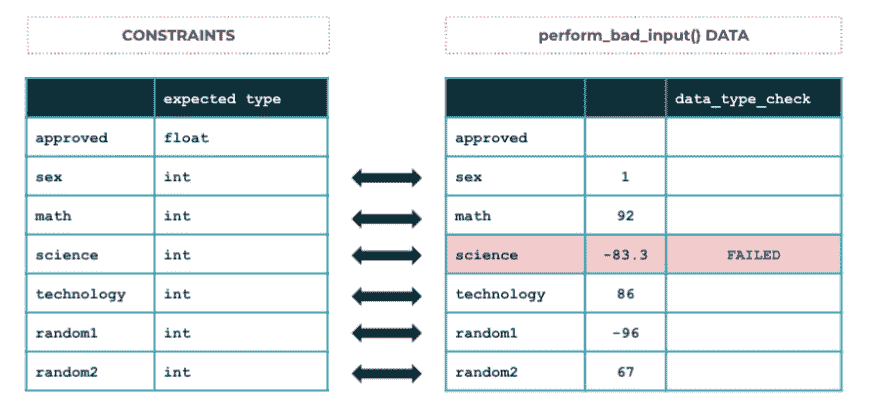 CONSTRAINTS
perform_bad_input() DATA
expected type
approved float
sex int
math int
science int
technology int
random1 int
random2 int
data_type_check
approved
sex 1
math 92
science -83.3 FAILED
technology 86
random1 -96
random2 67